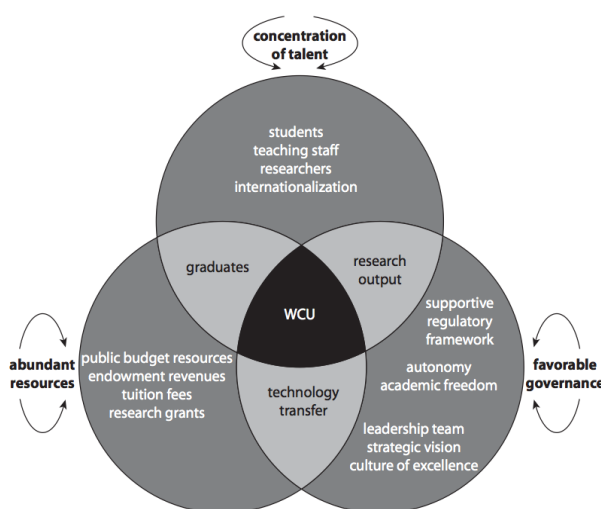 concentration
of talent
students
teaching staff
researchers
internationalization
graduates
research
output
WCU
supportive
regulatory
framework
abundant
resources
public budget resources
endowment revenues
tuition fees
research grants
technology
transfer
autonomy
academic freedom
favorable
governance
leadership team
strategic vision
culture of excellence